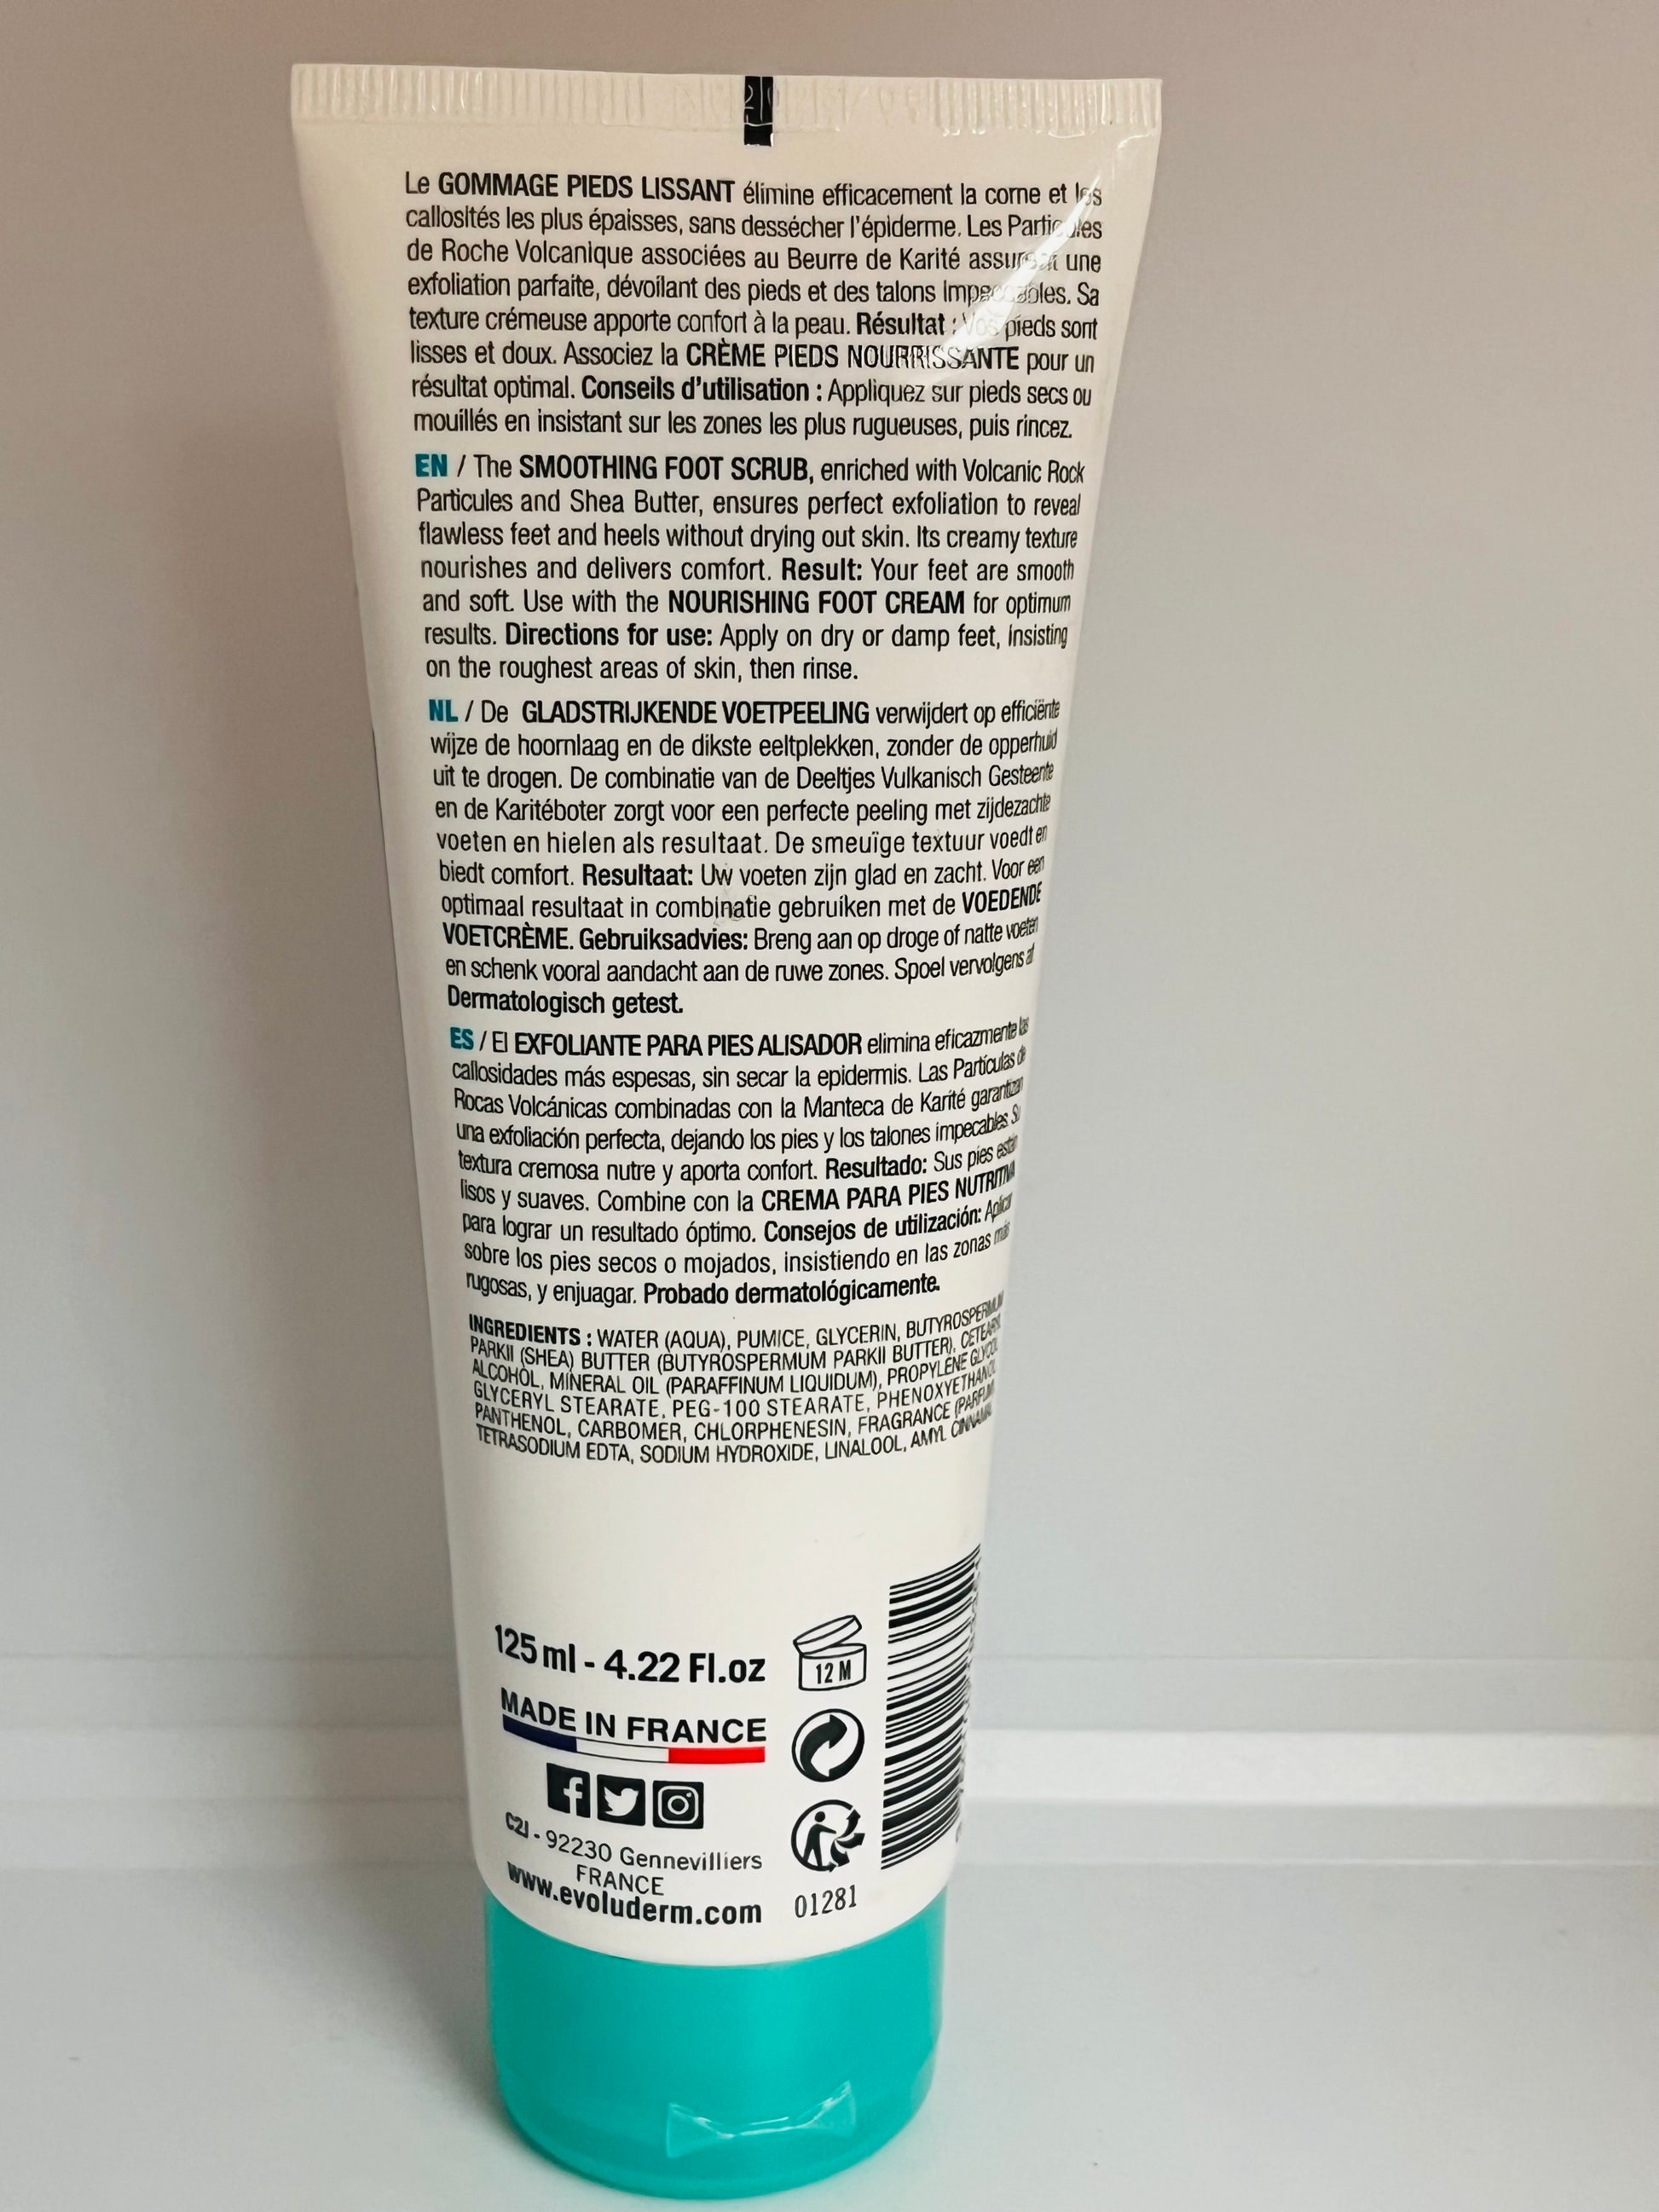 Le GOMMAGE PIEDS LISSANT élimine efficacement la corne et les
callosités les plus épaisses, sans dessécher l'épiderme. Les Particules
de Roche Volcanique associées au Beurre de Karité assurent une
exfoliation parfaite, dévoilant des pieds et des talons impeccables. Sa
texture crémeuse apporte confort à la peau. Résultat : Vos pieds sont
lisses et doux. Associez la CRÈME PIEDS NOURRISSANTE pour un
résultat optimal. Conseils d'utilisation : Appliquez sur pieds secs ou
mouillés en insistant sur les zones les plus rugueuses, puis rincez.
EN / The SMOOTHING FOOT SCRUB, enriched with Volcanic Rock
Particules and Shea Butter, ensures perfect exfoliation to reveal
flawless feet and heels without drying out skin. Its creamy texture
nourishes and delivers comfort. Result: Your feet are smooth
and soft. Use with the NOURISHING FOOT CREAM for optimum
results. Directions for use: Apply on dry or damp feet, insisting
on the roughest areas of skin, then rinse.
NL / De GLADSTRIJKENDE VOETPEELING verwijdert op efficiënte
wijze de hoornlaag en de dikste eeltplekken, zonder de opperhuid
uit te drogen. De combinatie van de Deeltjes Vulkanisch Gesteente
en de Karitéboter zorgt voor een perfecte peeling met zijdezachte
voeten en hielen als resultaat. De smeuïge textuur voedt en
biedt comfort. Resultaat: Uw voeten zijn glad en zacht. Voor een
optimaal resultaat in combinatie gebruiken met de VOEDENDE
VOETCRÈME. Gebruiksadvies: Breng aan op droge of natte voeten
en schenk vooral aandacht aan de ruwe zones. Spoel vervolgens af
Dermatologisch getest.
ES / El EXFOLIANTE PARA PIES ALISADOR elimina eficazmente las
callosidades más espesas, sin secar la epidermis. Las Partículas de
Rocas Volcánicas combinadas con la Manteca de Karité garantizan
una exfoliación perfecta, dejando los pies y los talones impecables. Su
textura cremosa nutre y aporta confort. Resultado: Sus pies están
lisos y suaves. Combine con la CREMA PARA PIES NUTRITIVA
para lograr un resultado óptimo. Consejos de utilización: Aplicar
sobre los pies secos o mojados, insistiendo en las zonas más
rugosas, y enjuagar. Probado dermatológicamente.
INGREDIENTS : WATER (AQUA), PUMICE, GLYCERIN, BUTYROSPERMUM
PARKII (SHEA) BUTTER (BUTYROSPERMUM PARKII BUTTER), CETEARYL
ALCOHOL, MINERAL OIL (PARAFFINUM LIQUIDUM), PROPYLENE GLYCOL
GLYCERYL STEARATE, PEG-100 STEARATE, PHENOXYETHANOL
PANTHENOL, CARBOMER, CHLORPHENESIN, FRAGRANCE (PARFUM)
TETRASODIUM EDTA, SODIUM HYDROXIDE, LINALOOL, AMYL CINNAMAL
125 ml - 4.22 Fl.oz
12 M
MADE IN FRANCE
C2J - 92230 Gennevilliers
FRANCE
www.evoluderm.com
01281